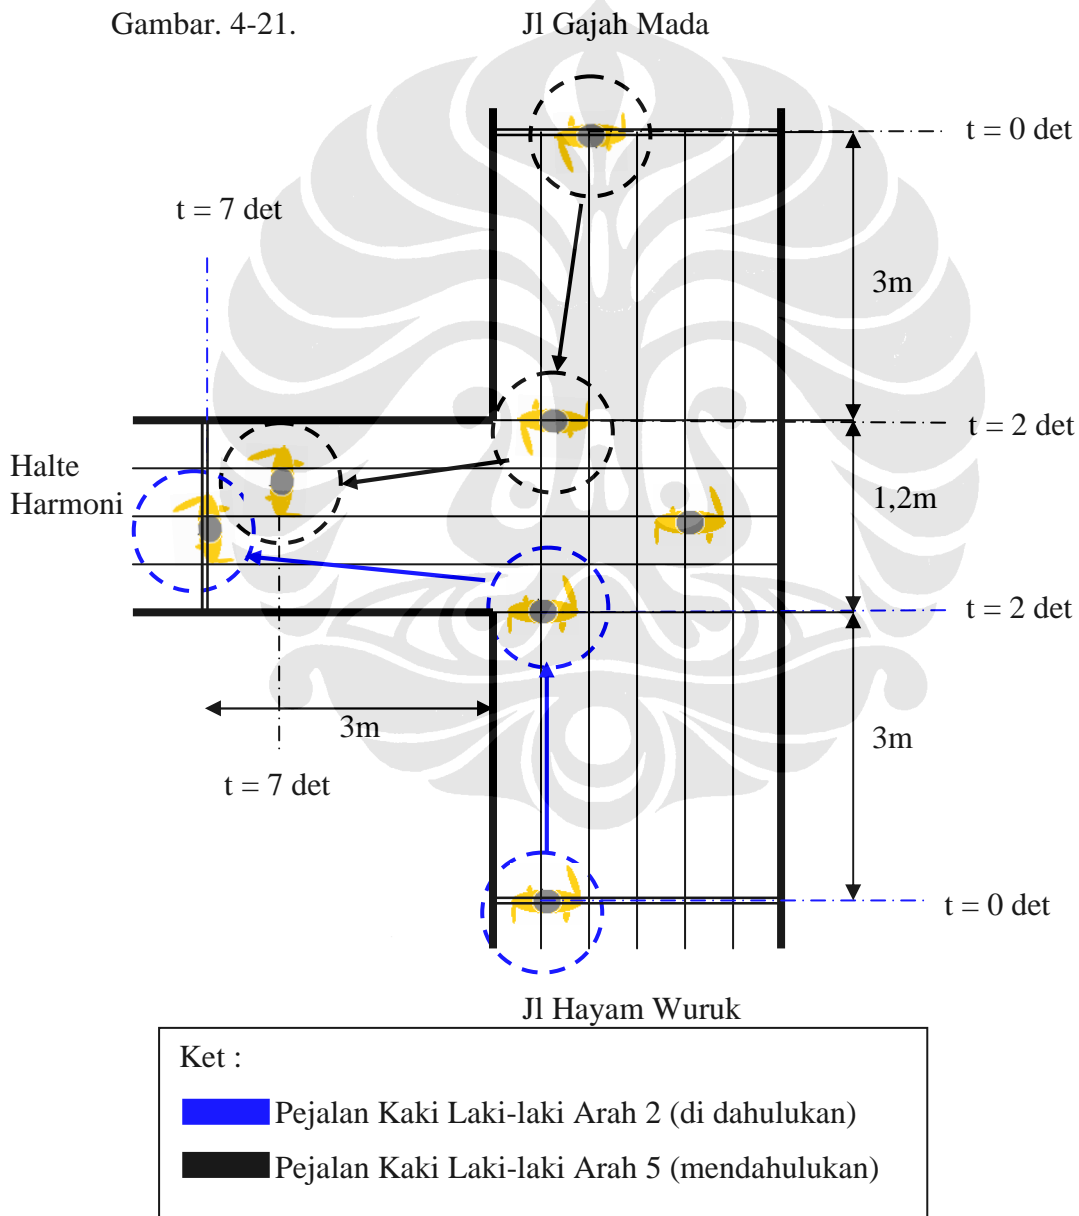 Gambar. 4-21.
Jl Gajah Mada
t = 0 det
t = 7 det
3m
t = 2 det
Halte
Harmoni
1,2m
t = 2 det
3m
3m
t = 7 det
t = 0 det
Jl Hayam Wuruk
Ket :
Pejalan Kaki Laki-laki Arah 2 (di dahulukan)
Pejalan Kaki Laki-laki Arah 5 (mendahulukan)